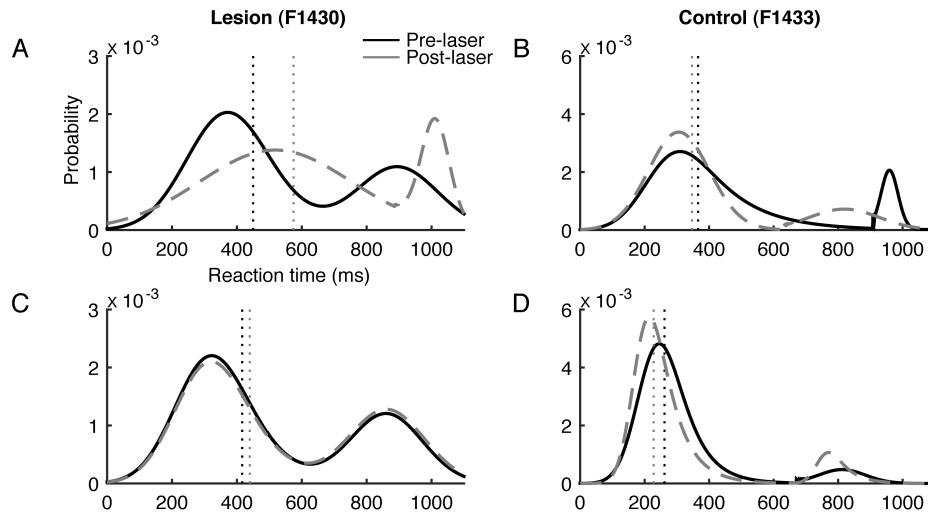 Lesion (F1430)
Control (F1433)
A
x 10⁻³
Pre-laser
Post-laser
B
x 10⁻³
Probability
3
2
1
0
0 200 400 600 800 1000
Reaction time (ms)
6
4
2
0
0 200 400 600 800 1000
C
x 10⁻³
3
2
1
0
0 200 400 600 800 1000
D
x 10⁻³
6
4
2
0
0 200 400 600 800 1000